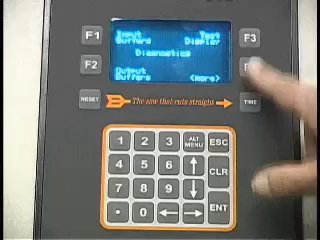 F1
Input
Buffers
Test
Display
F3
Diagnostics
F2
Output
Buffers
<more>
F
RESET
The saw that cuts straight
TIME
1 2 3 ALT MENU ESC
4 5 6 CLR
7 8 9
. 0 ENT